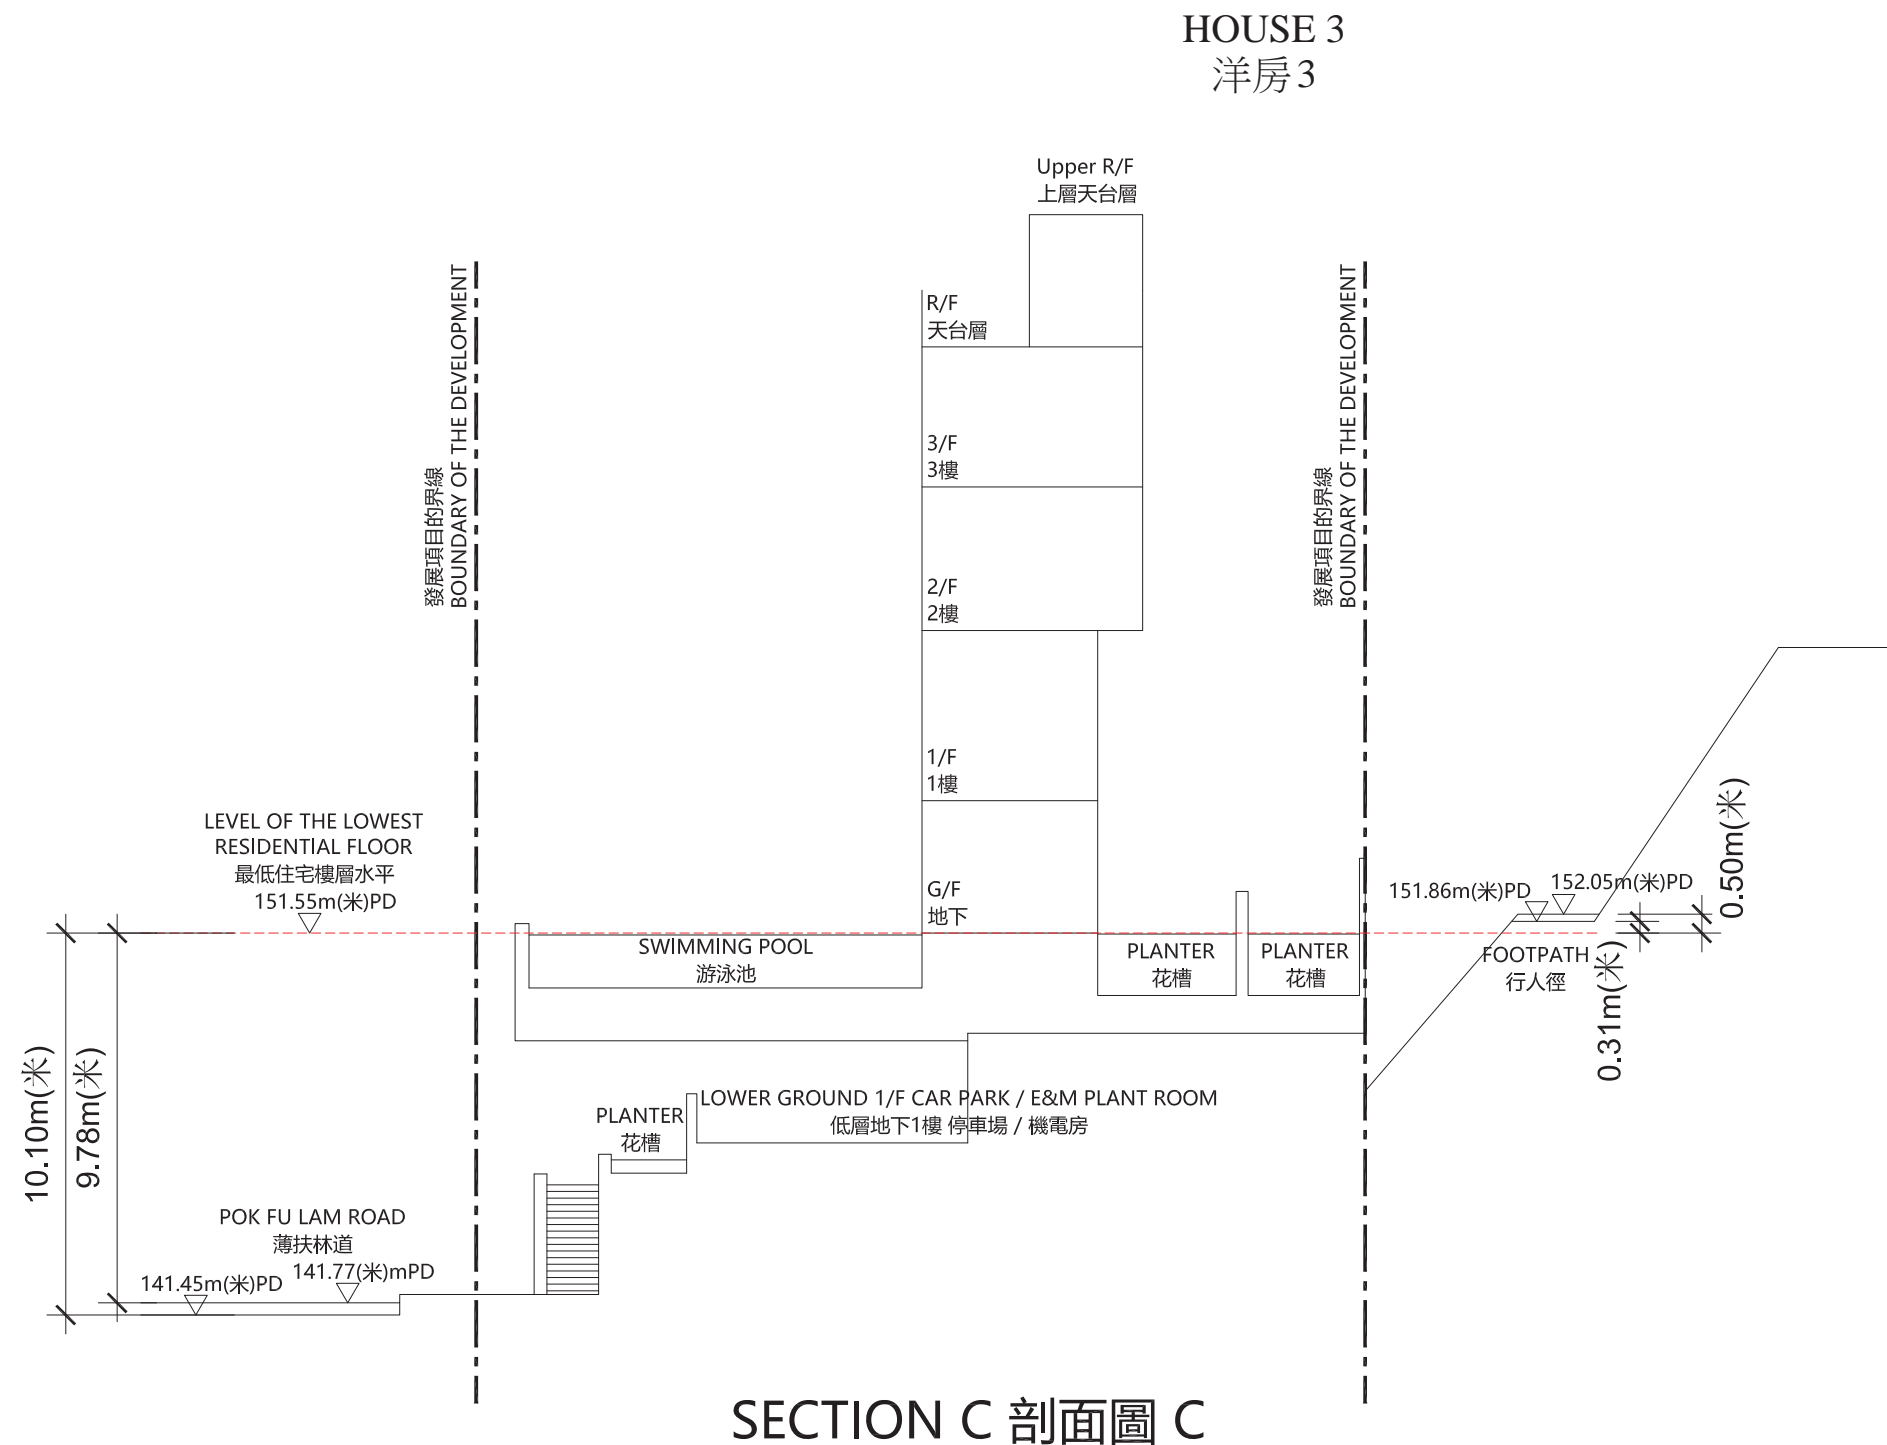 HOUSE 3
洋房3
Upper R/F
上層天台層
發展項目的界線
BOUNDARY OF THE DEVELOPMENT
發展項目的界線
BOUNDARY OF THE DEVELOPMENT
R/F
天台層
3/F
3樓
2/F
2樓
1/F
1樓
LEVEL OF THE LOWEST
RESIDENTIAL FLOOR
最低住宅樓層水平
151.55m(米)PD
G/F
地下
151.86m(米)PD
152.05m(米)PD
0.50m(米)
SWIMMING POOL
游泳池
PLANTER
花槽
PLANTER
花槽
FOOTPATH
行人徑
0.31m(米)
10.10m(米)
9.78m(米)
PLANTER
花槽
LOWER GROUND 1/F CAR PARK / E&M PLANT ROOM
低層地下1樓 停車場 / 機電房
POK FU LAM ROAD
薄扶林道
141.45m(米)PD
141.77(米)mPD
SECTION C 剖面圖 C